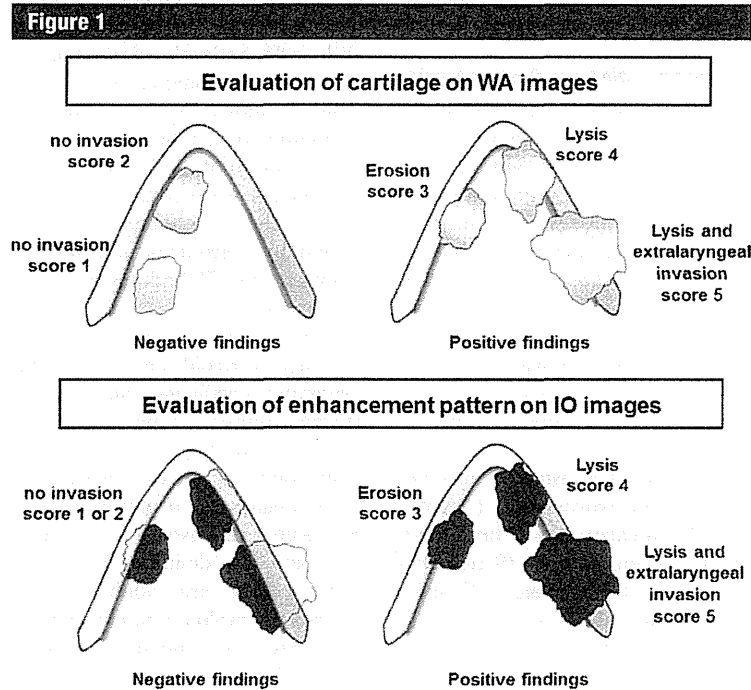 Figure 1
Evaluation of cartilage on WA images
no invasion
score 2
no invasion
score 1
Negative findings
Erosion
score 3
Lysis
score 4
Lysis and
extralaryngeal
invasion
score 5
Positive findings
Evaluation of enhancement pattern on IO images
no invasion
score 1 or 2
Negative findings
Erosion
score 3
Lysis
score 4
Lysis and
extralaryngeal
invasion
score 5
Positive findings